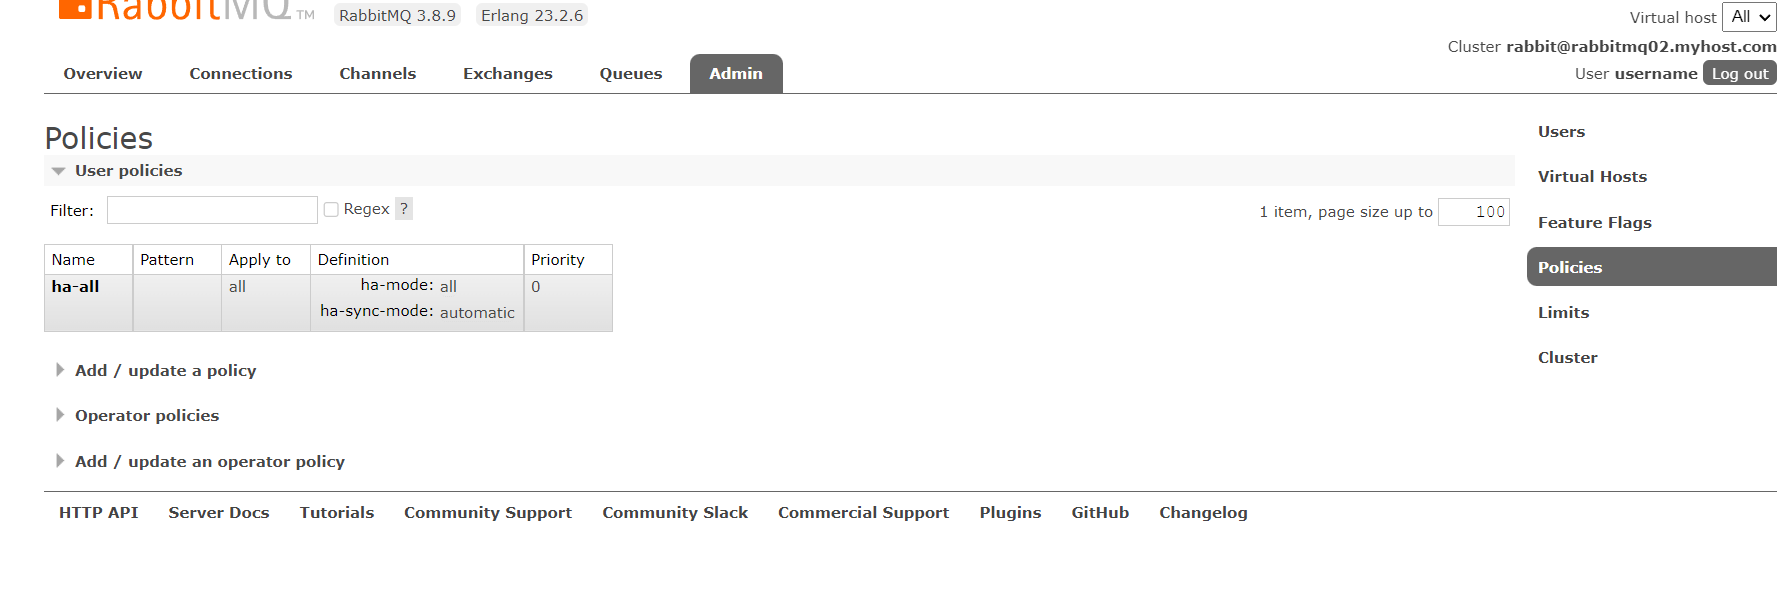 RabbitMQ TM RabbitMQ 3.8.9 Erlang 23.2.6
Virtual host All
Cluster rabbit@rabbitmq02.myhost.com
User username Log out
Overview Connections Channels Exchanges Queues Admin
Policies
User policies
Filter: Regex ?
1 item, page size up to 100
Name Pattern Apply to Definition Priority
ha-all all ha-mode: all 0
ha-sync-mode: automatic
Add / update a policy
Operator policies
Add / update an operator policy
Users
Virtual Hosts
Feature Flags
Policies
Limits
Cluster
HTTP API Server Docs Tutorials Community Support Community Slack Commercial Support Plugins GitHub Changelog